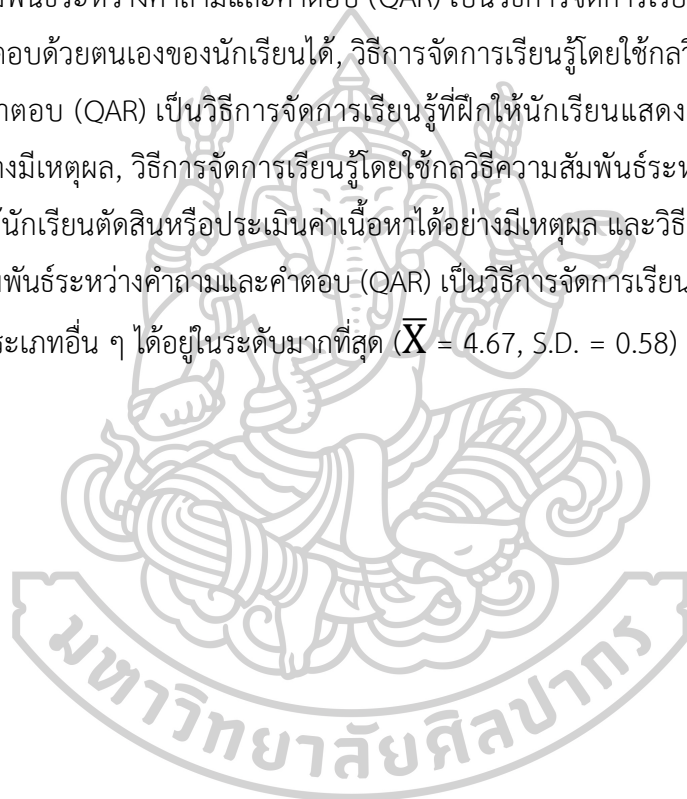 มพันธ์ระหว่างคำถามและคำตอบ (QAR) เป็นวิธีการจัดการเรีย
ตอบด้วยตนเองของนักเรียนได้, วิธีการจัดการเรียนรู้โดยใช้กลวิ
คำตอบ (QAR) เป็นวิธีการจัดการเรียนรู้ที่ฝึกให้นักเรียนแสดง
างมีเหตุผล, วิธีการจัดการเรียนรู้โดยใช้กลวิธีความสัมพันธ์ระห
ห้นักเรียนตัดสินหรือประเมินค่าเนื้อหาได้อย่างมีเหตุผล และวิธี
มพันธ์ระหว่างคำถามและคำตอบ (QAR) เป็นวิธีการจัดการเรียน
ระเภทอื่น ๆ ได้อยู่ในระดับมากที่สุด (X̅ = 4.67, S.D. = 0.58)
มหาวิทยาลัยศิลปากร